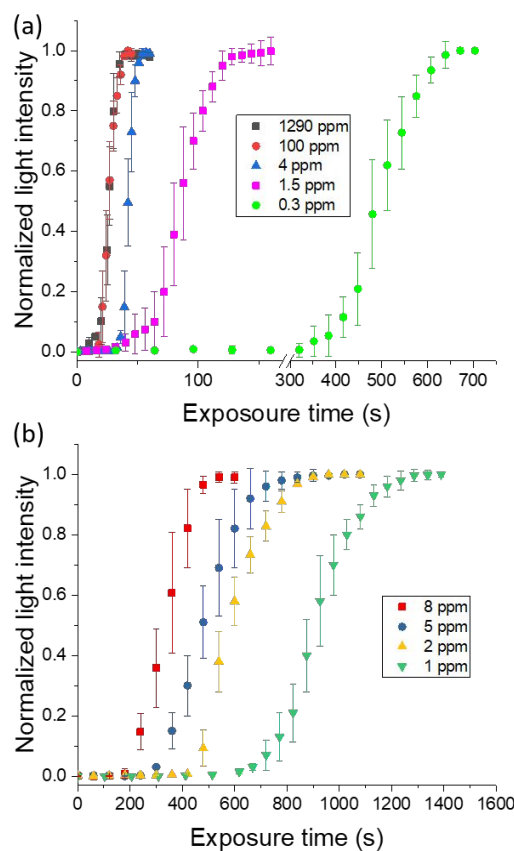 (a)
Normalized light intensity
1.0
0.8
0.6
0.4
0.2
0.0
1290 ppm
100 ppm
4 ppm
1.5 ppm
0.3 ppm
0 100 300 400 500 600 700
Exposoure time (s)
(b)
Normalized light intensity
1.0
0.8
0.6
0.4
0.2
0.0
8 ppm
5 ppm
2 ppm
1 ppm
0 200 400 600 800 1000 1200 1400 1600
Exposure time (s)